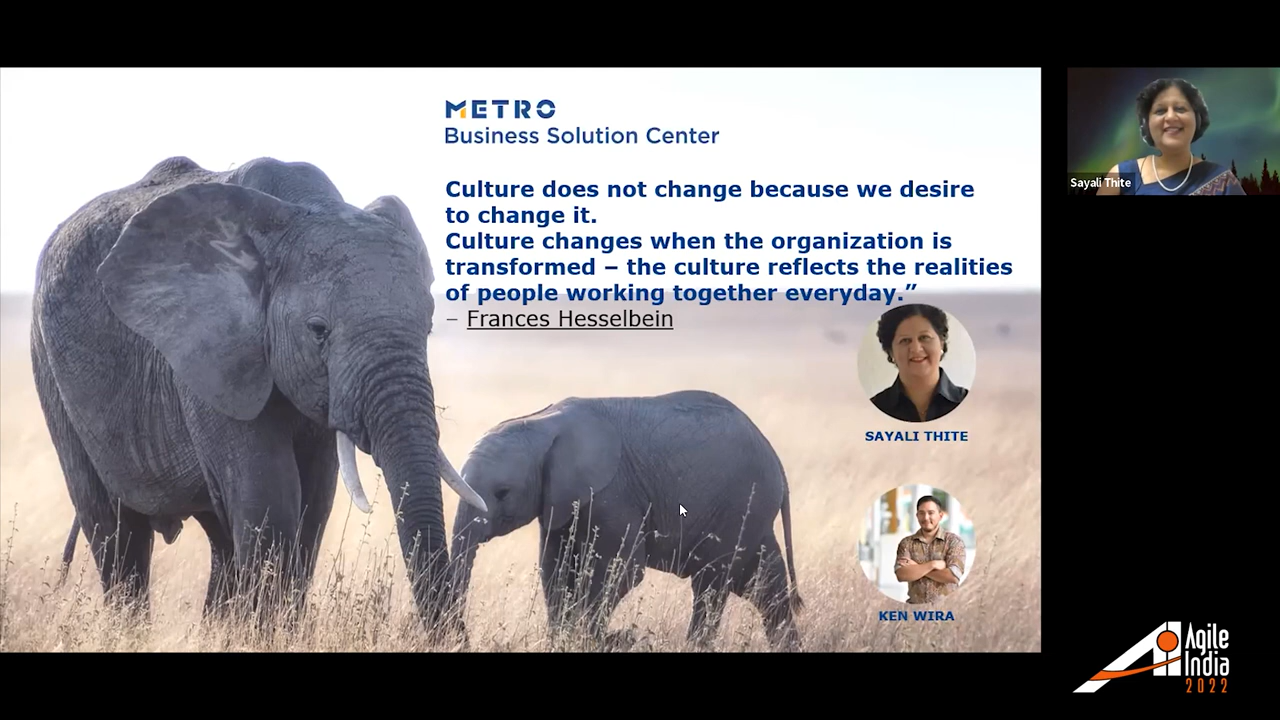 METRO
Business Solution Center
Culture does not change because we desire
to change it.
Culture changes when the organization is
transformed – the culture reflects the realities
of people working together everyday.”
– Frances Hesselbein
SAYALI THITE
KEN WIRA
Sayali Thite
Agile
India
2022